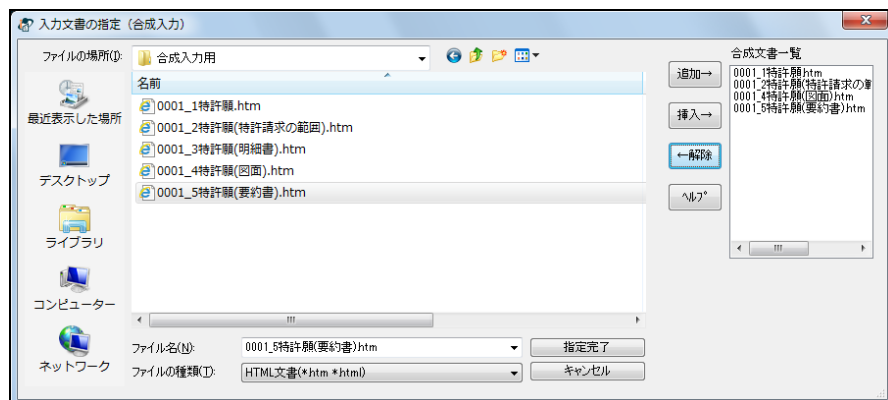 入力文書の指定（合成入力）
ファイルの場所(I):
合成入力用
最近表示した場所
デスクトップ
ライブラリ
コンピューター
ネットワーク
名前
0001_1特許願.htm
0001_2特許願(特許請求の範囲).htm
0001_3特許願(明細書).htm
0001_4特許願(図面).htm
0001_5特許願(要約書).htm
ファイル名(N):
0001_5特許願(要約書).htm
指定完了
ファイルの種類(T):
HTML文書(*.htm *.html)
キャンセル
追加→
挿入→
←解除
ヘルプ
合成文書一覧
0001_1特許願.htm
0001_2特許願(特許請求の
0001_4特許願(図面).htm
0001_5特許願(要約書).htm